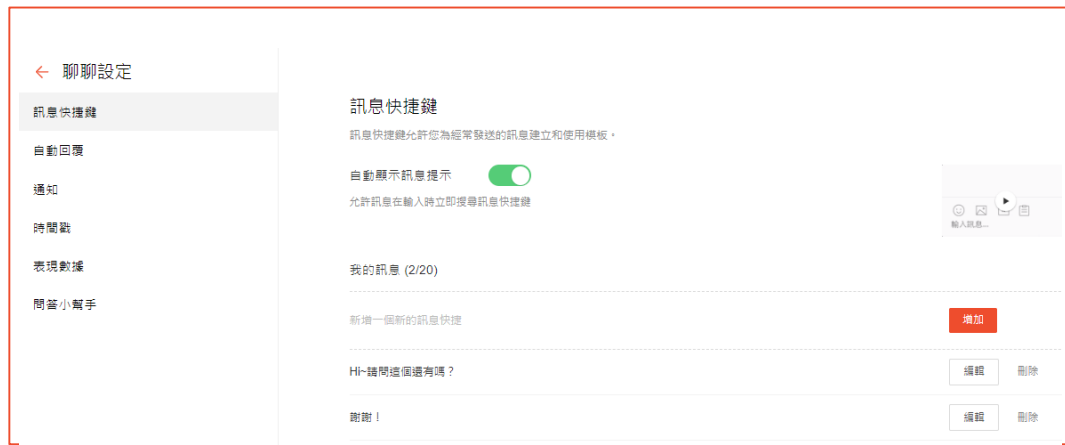 聊聊設定
訊息快捷鍵
自動回覆
通知
時間戳
表現數據
問答小幫手
訊息快捷鍵
訊息快捷鍵允許您為經常發送的訊息建立和使用模板。
自動顯示訊息提示
允許訊息在輸入時立即搜尋訊息快捷鍵
輸入訊息...
我的訊息 (2/20)
新增一個新的訊息快捷
增加
Hi~請問這個還有嗎？
編輯
刪除
謝謝！
編輯
刪除